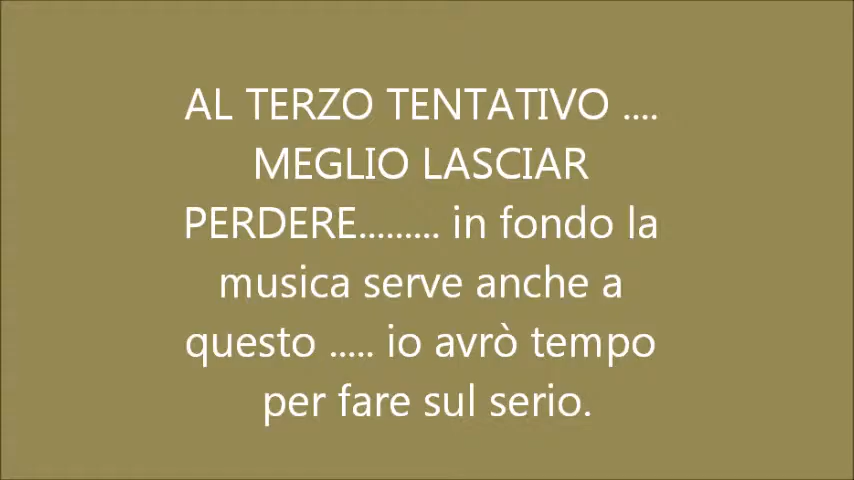 AL TERZO TENTATIVO ....
MEGLIO LASCIAR
PERDERE......... in fondo la
musica serve anche a
questo ..... io avrò tempo
per fare sul serio.